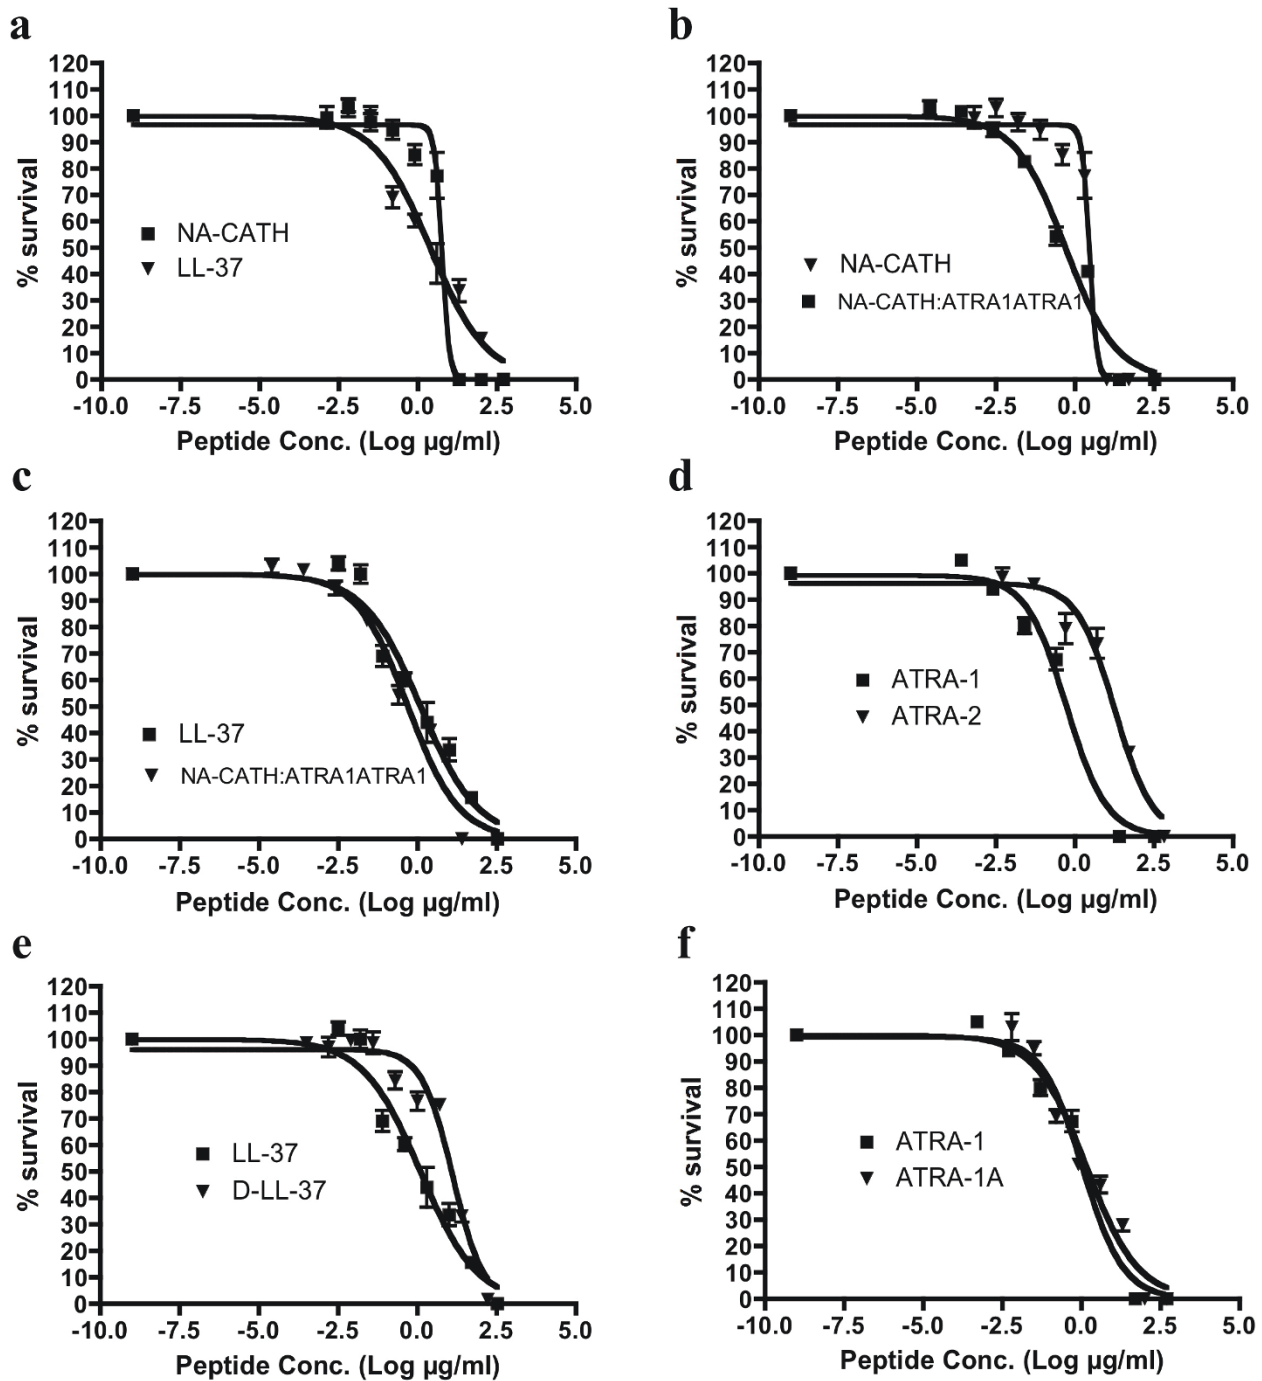 a
120
110
100
90
80
70
60
50
40
30
20
10
0
% survival
NA-CATH
LL-37
-10.0 -7.5 -5.0 -2.5 0.0 2.5 5.0
Peptide Conc. (Log µg/ml)
b
120
110
100
90
80
70
60
50
40
30
20
10
0
% survival
NA-CATH
NA-CATH:ATRA1ATRA1
-10.0 -7.5 -5.0 -2.5 0.0 2.5 5.0
Peptide Conc. (Log µg/ml)
c
120
110
100
90
80
70
60
50
40
30
20
10
0
% survival
LL-37
NA-CATH:ATRA1ATRA1
-10.0 -7.5 -5.0 -2.5 0.0 2.5 5.0
Peptide Conc. (Log µg/ml)
d
120
110
100
90
80
70
60
50
40
30
20
10
0
% survival
ATRA-1
ATRA-2
-10.0 -7.5 -5.0 -2.5 0.0 2.5 5.0
Peptide Conc. (Log µg/ml)
e
120
110
100
90
80
70
60
50
40
30
20
10
0
% survival
LL-37
D-LL-37
-10.0 -7.5 -5.0 -2.5 0.0 2.5 5.0
Peptide Conc. (Log µg/ml)
f
120
110
100
90
80
70
60
50
40
30
20
10
0
% survival
ATRA-1
ATRA-1A
-10.0 -7.5 -5.0 -2.5 0.0 2.5 5.0
Peptide Conc. (Log µg/ml)